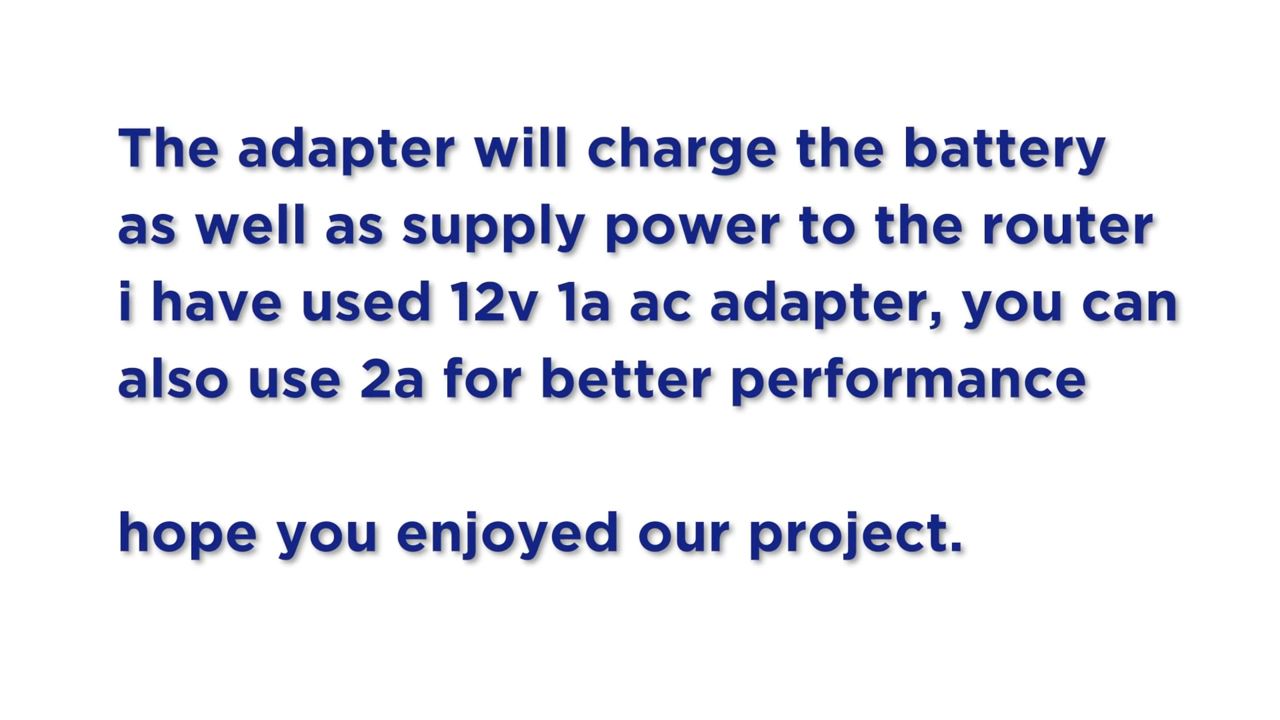 The adapter will charge the battery
as well as supply power to the router
i have used 12v 1a ac adapter, you can
also use 2a for better performance
hope you enjoyed our project.